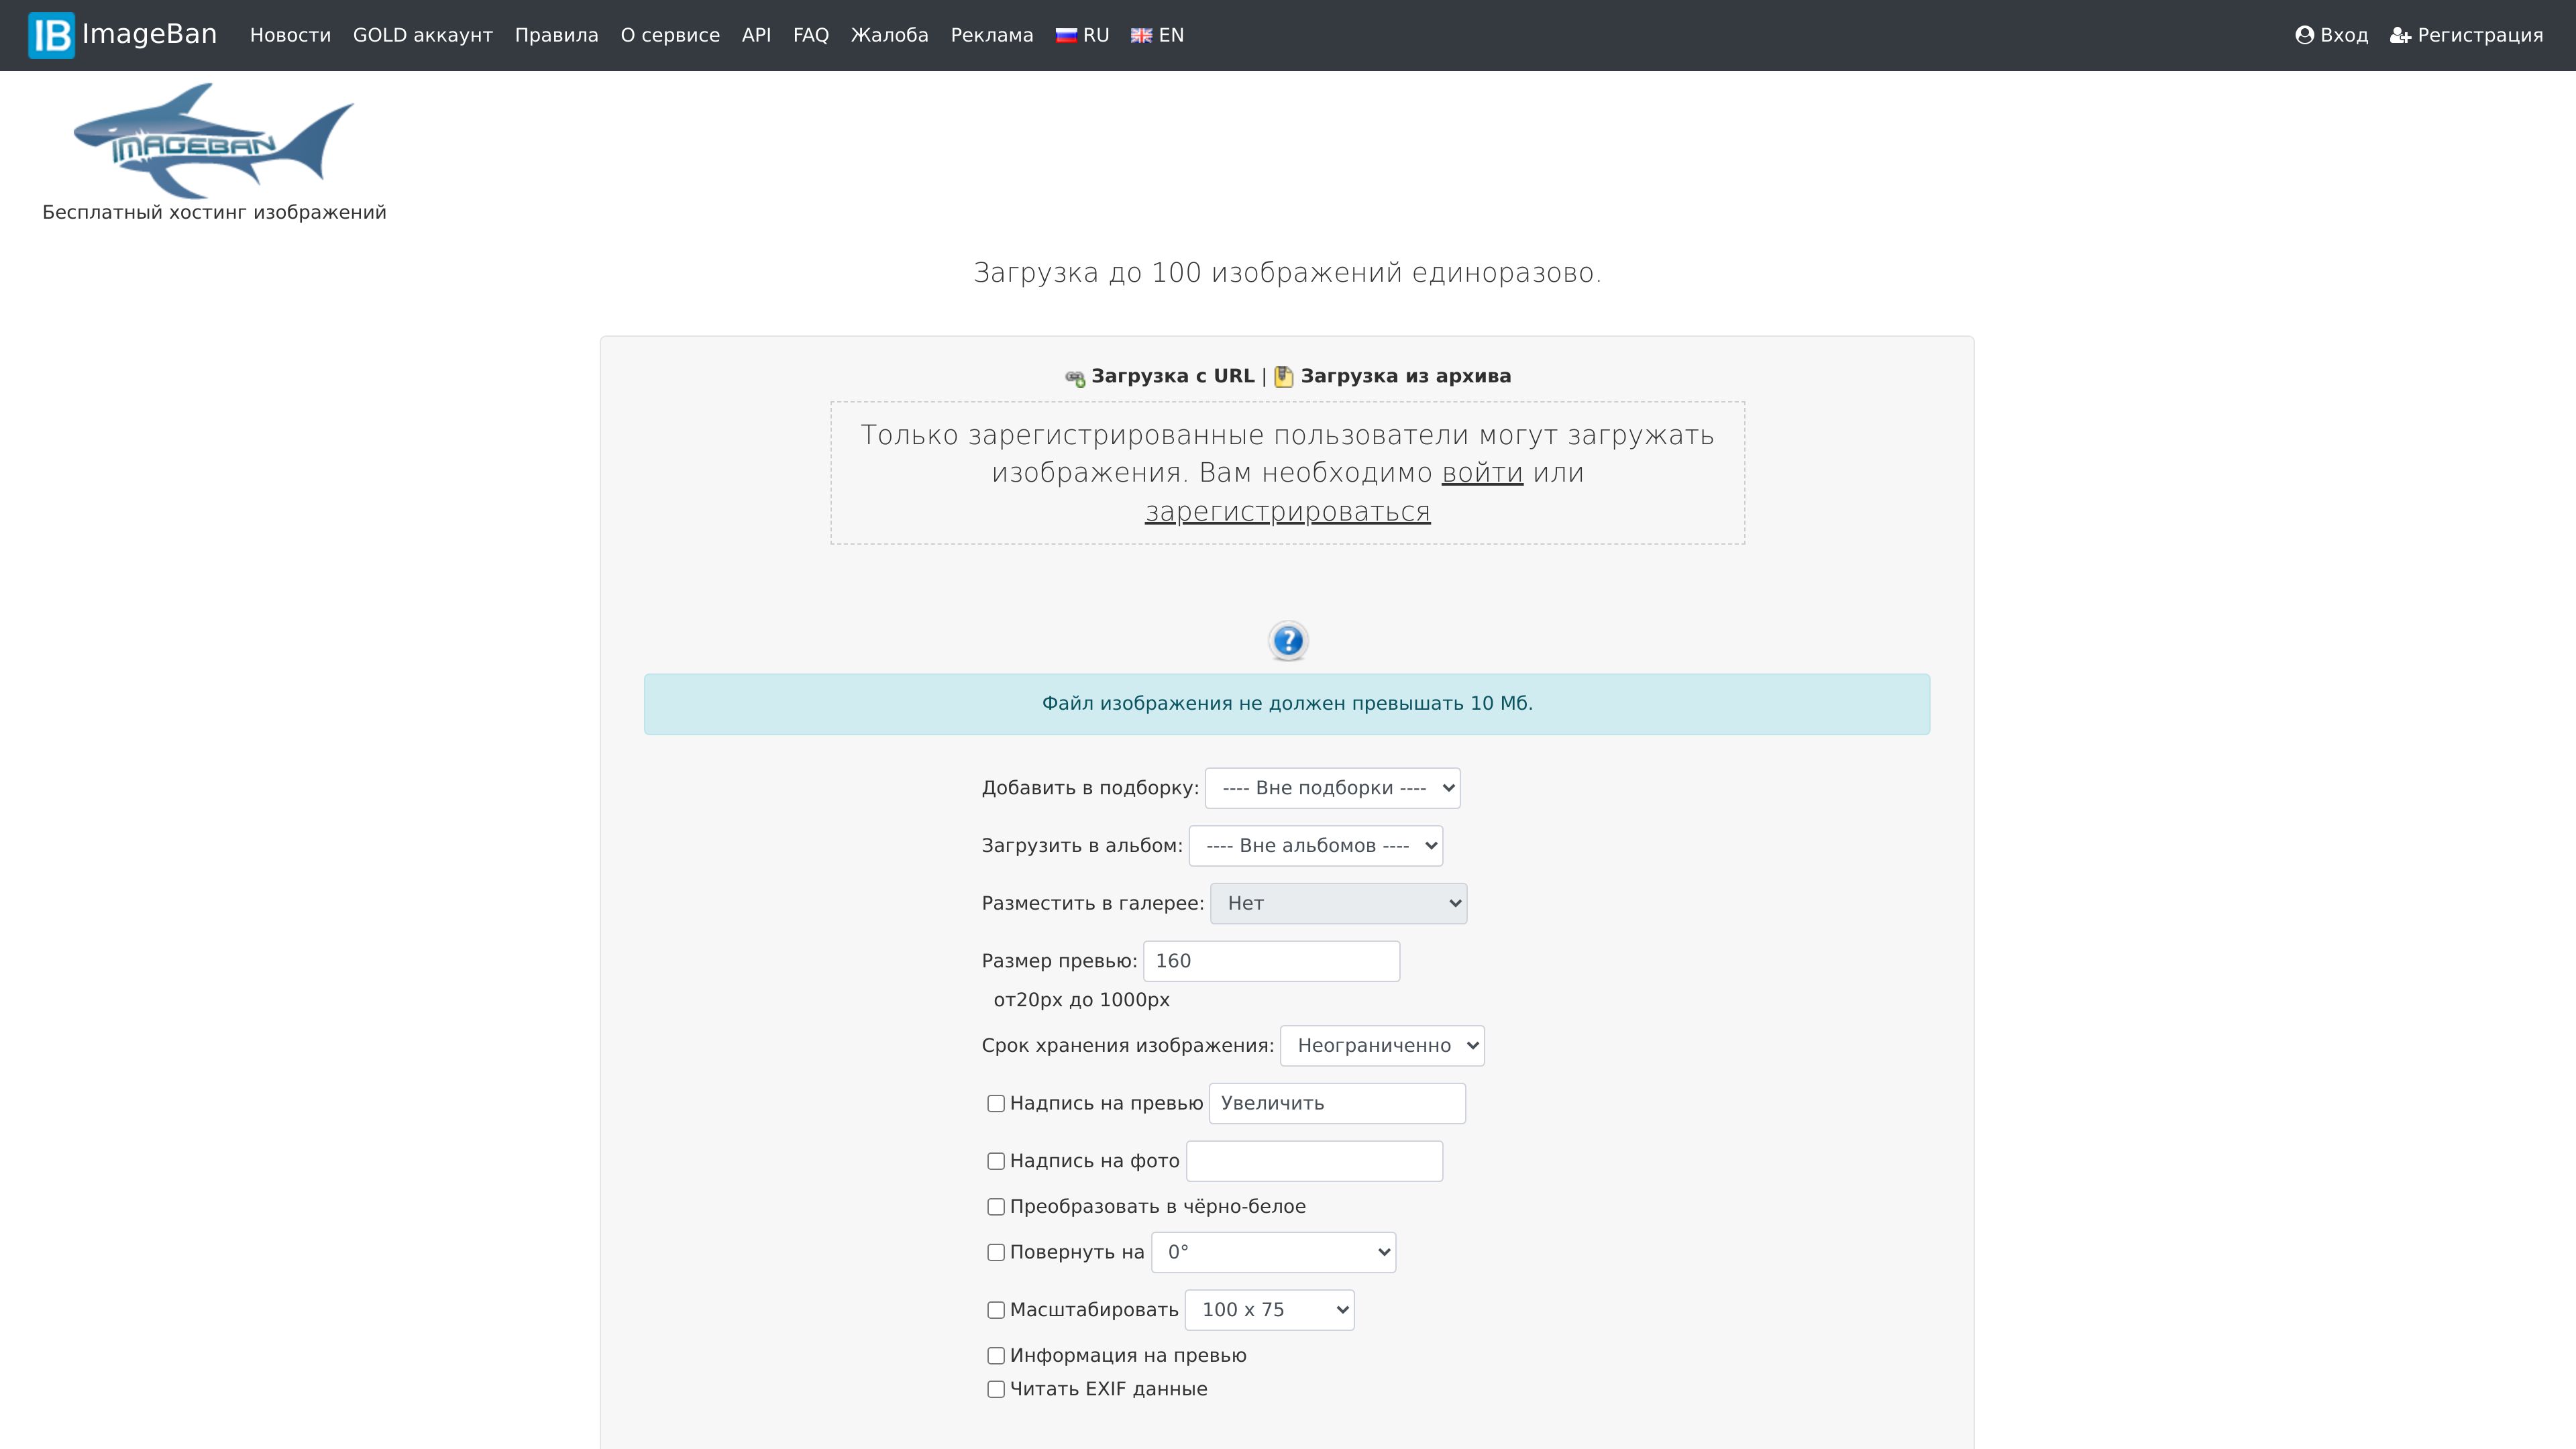 IB ImageBan Новости GOLD аккаунт Правила О сервисе API FAQ Жалоба Реклама RU EN Вход Регистрация
IMAGEBAN
Бесплатный хостинг изображений
Загрузка до 100 изображений единоразово.
Загрузка с URL | Загрузка из архива
Только зарегистрированные пользователи могут загружать
изображения. Вам необходимо войти или
зарегистрироваться
?
Файл изображения не должен превышать 10 Мб.
Добавить в подборку: ---- Вне подборки ----
Загрузить в альбом: ---- Вне альбомов ----
Разместить в галерее: Нет
Размер превью: 160
от20px до 1000px
Срок хранения изображения: Неограниченно
Надпись на превью Увеличить
Надпись на фото
Преобразовать в чёрно-белое
Повернуть на 0°
Масштабировать 100 x 75
Информация на превью
Читать EXIF данные